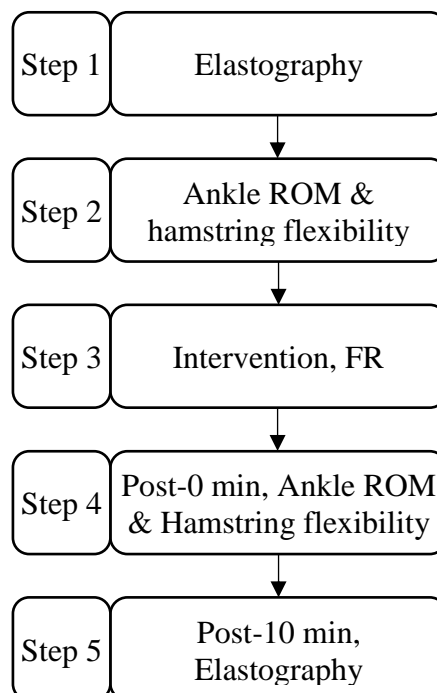 Step 1
Elastography
Step 2
Ankle ROM &
hamstring flexibility
Step 3
Intervention, FR
Step 4
Post-0 min, Ankle ROM
& Hamstring flexibility
Step 5
Post-10 min,
Elastography